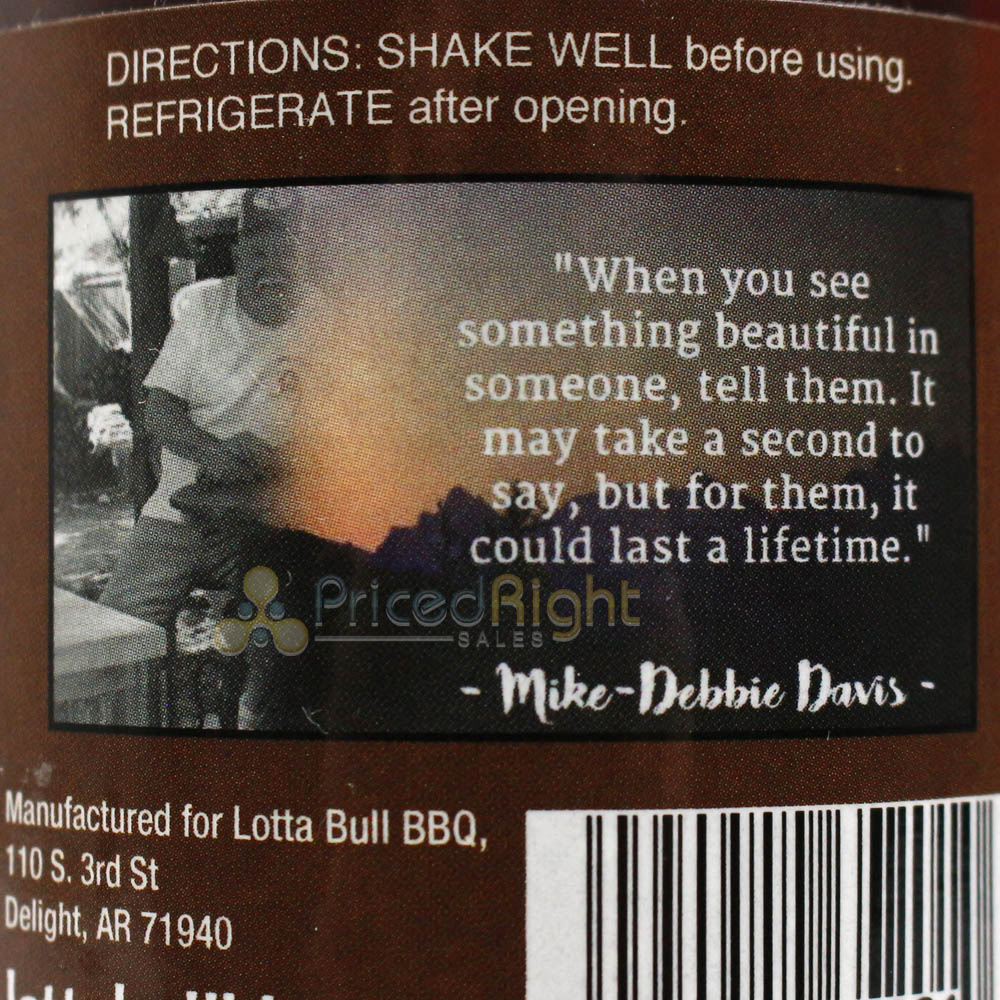 DIRECTIONS: SHAKE WELL before using.
REFRIGERATE after opening.
"When you see
something beautiful in
someone, tell them. It
may take a second to
say, but for them, it
could last a lifetime."
PricedRight
SALES
- Mike-Debbie Davis -
Manufactured for Lotta Bull BBQ,
110 S. 3rd St
Delight, AR 71940